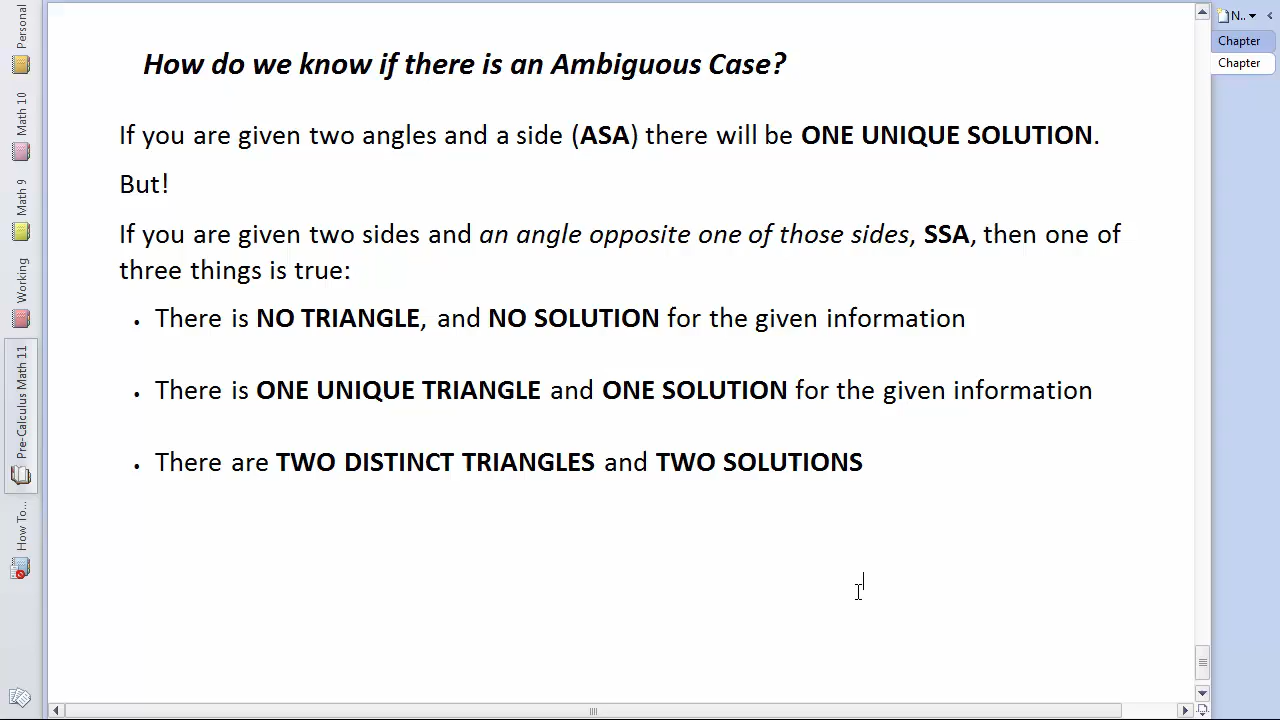 How do we know if there is an Ambiguous Case?
If you are given two angles and a side (ASA) there will be ONE UNIQUE SOLUTION.
But!
If you are given two sides and an angle opposite one of those sides, SSA, then one of
three things is true:
• There is NO TRIANGLE, and NO SOLUTION for the given information
• There is ONE UNIQUE TRIANGLE and ONE SOLUTION for the given information
• There are TWO DISTINCT TRIANGLES and TWO SOLUTIONS
Personal
Math 10
Math 9
Working
Pre-Calculus Math 11
How To...
N..
Chapter
Chapter